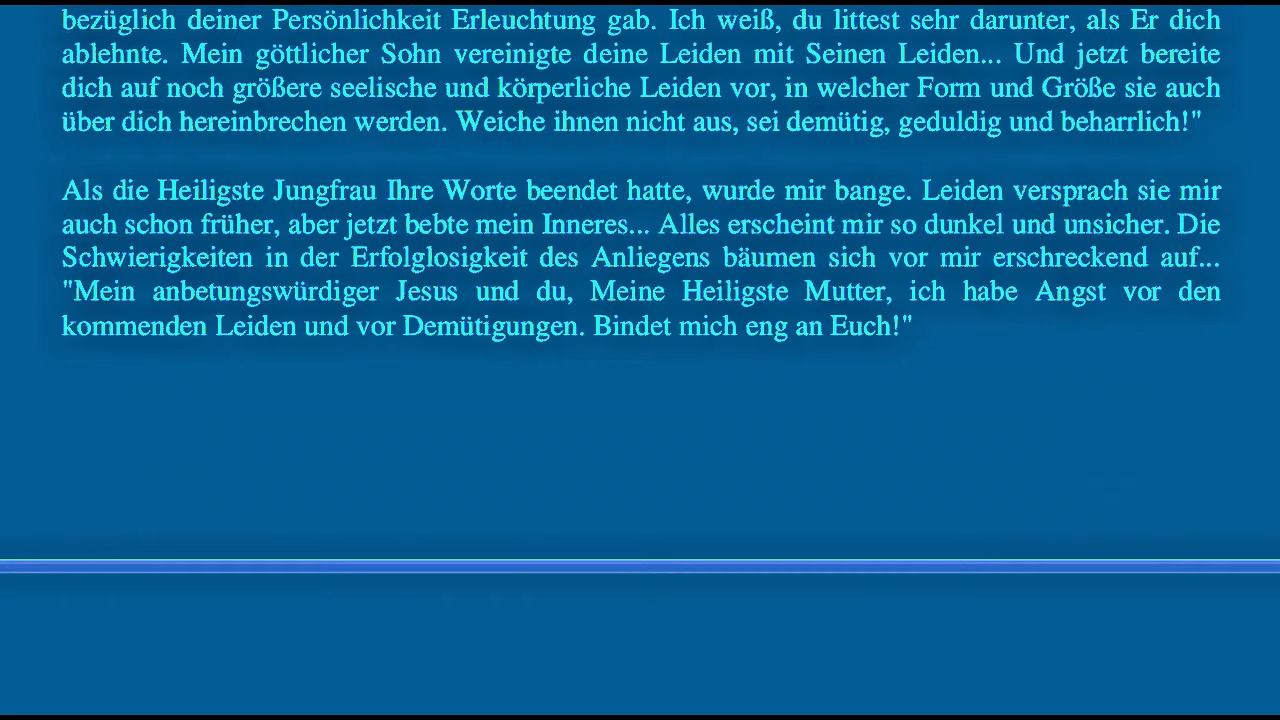 bezüglich deiner Persönlichkeit Erleuchtung gab. Ich weiß, du littest sehr darunter, als Er dich
ablehnte. Mein göttlicher Sohn vereinigte deine Leiden mit Seinen Leiden... Und jetzt bereite
dich auf noch größere seelische und körperliche Leiden vor, in welcher Form und Größe sie auch
über dich hereinbrechen werden. Weiche ihnen nicht aus, sei demütig, geduldig und beharrlich!"
Als die Heiligste Jungfrau Ihre Worte beendet hatte, wurde mir bange. Leiden versprach sie mir
auch schon früher, aber jetzt bebte mein Inneres... Alles erscheint mir so dunkel und unsicher. Die
Schwierigkeiten in der Erfolglosigkeit des Anliegens bäumen sich vor mir erschreckend auf...
"Mein anbetungswürdiger Jesus und du, Meine Heiligste Mutter, ich habe Angst vor den
kommenden Leiden und vor Demütigungen. Bindet mich eng an Euch!"